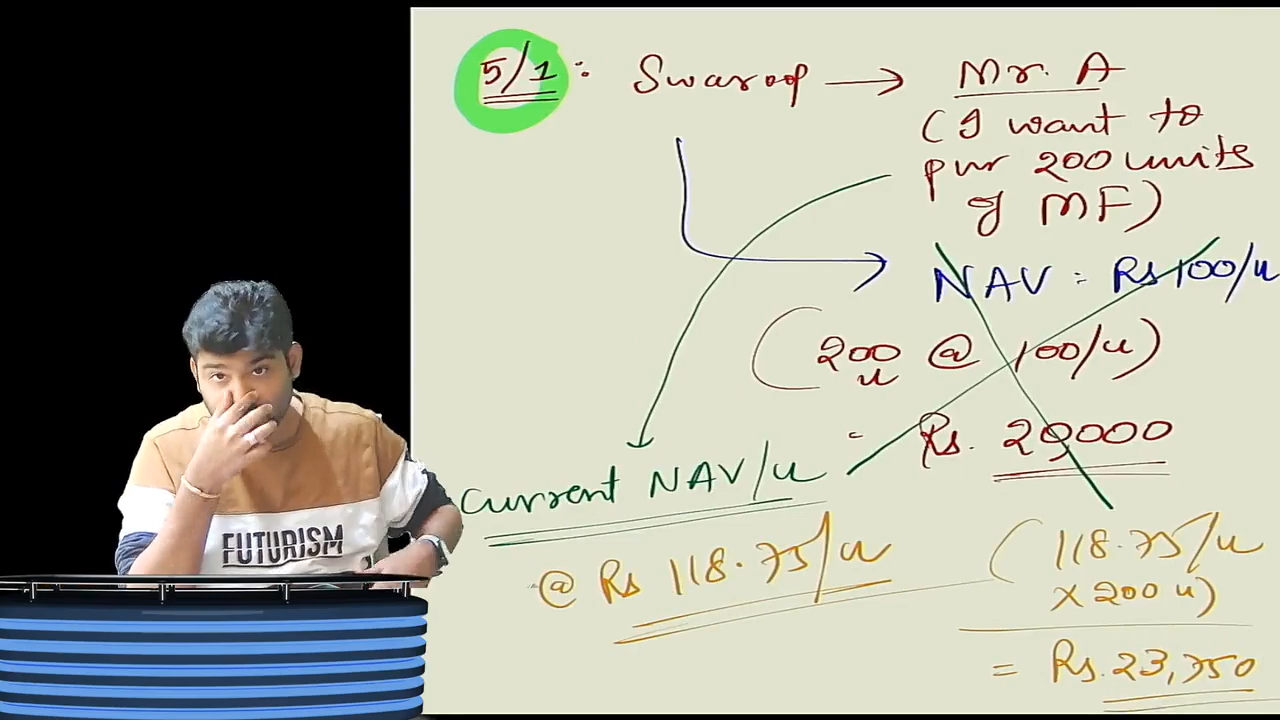 5/1 : Swaroop → Mr. A
( I want to
pur 200 units
of MF)
NAV = Rs 100/u
(200 u @ 100/u)
= Rs. 20000
Current NAV/u
@ Rs 118.75/u
(118.75/u
x 200 u)
= Rs. 23,750
FUTURISM